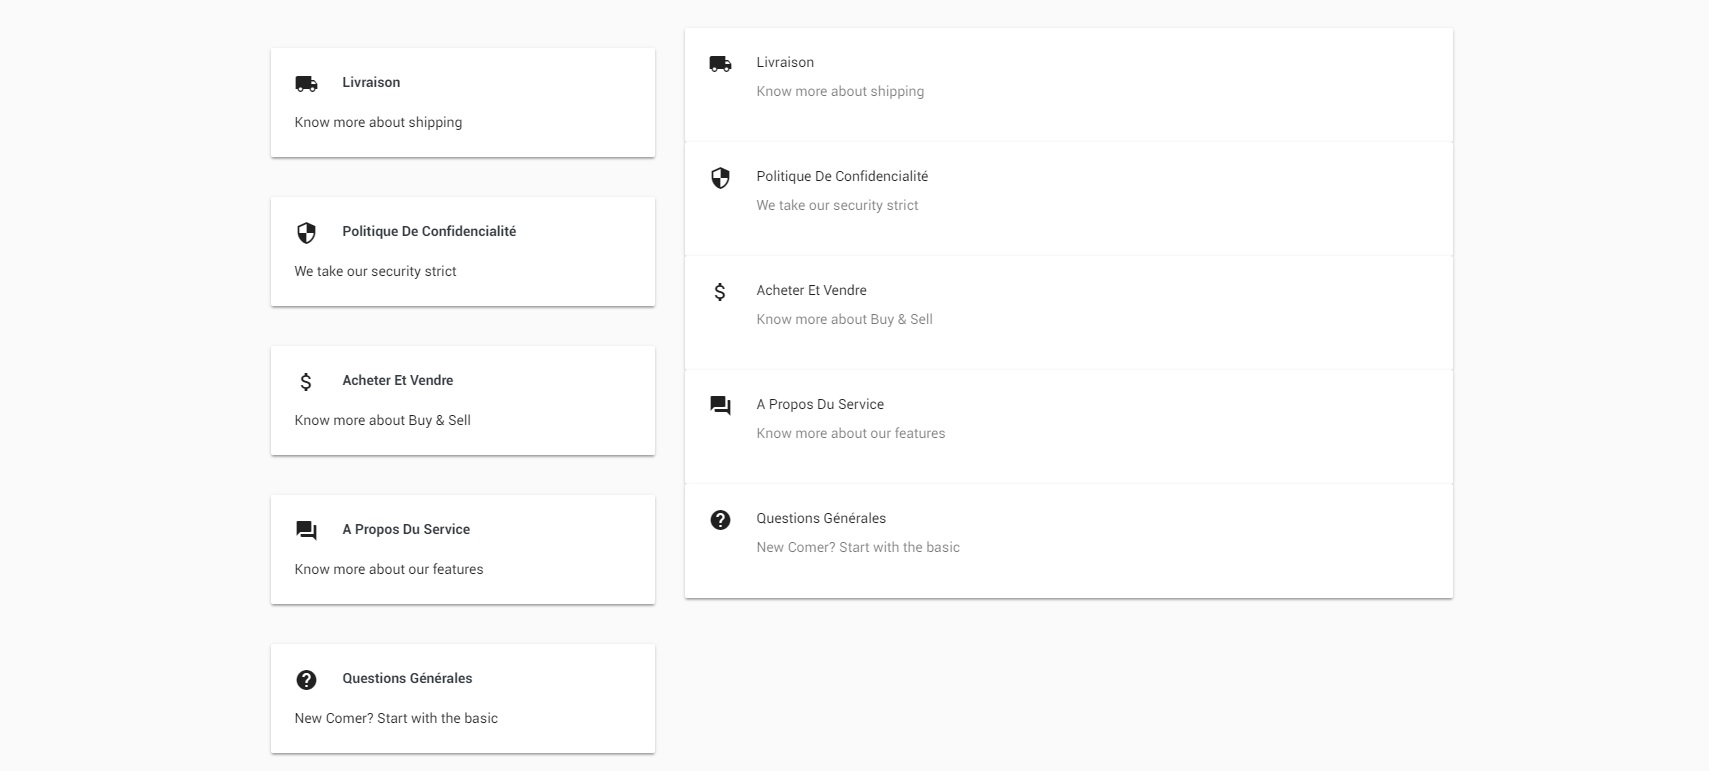 Livraison
Know more about shipping
Politique De Confidencialité
We take our security strict
Acheter Et Vendre
Know more about Buy & Sell
A Propos Du Service
Know more about our features
Questions Générales
New Comer? Start with the basic
Livraison
Know more about shipping
Politique De Confidencialité
We take our security strict
Acheter Et Vendre
Know more about Buy & Sell
A Propos Du Service
Know more about our features
Questions Générales
New Comer? Start with the basic